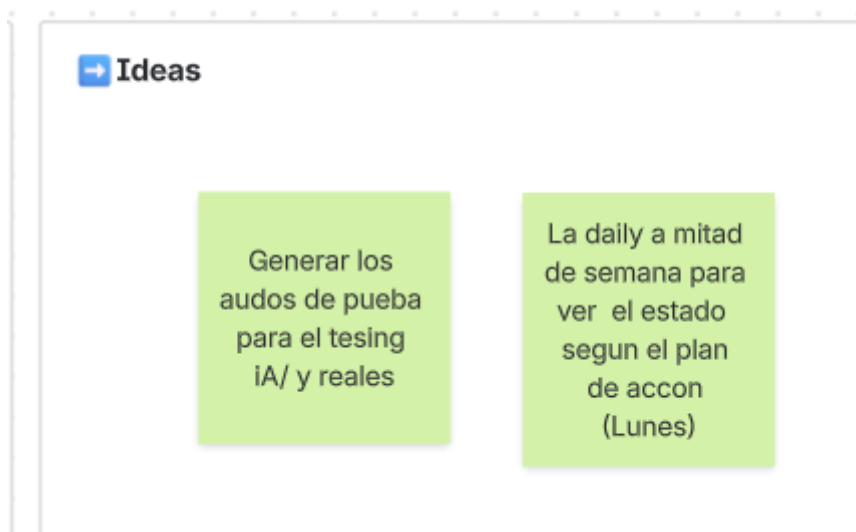 Ideas
Generar los
audos de pueba
para el tesing
iA/ y reales
La daily a mitad
de semana para
ver el estado
segun el plan
de accon
(Lunes)